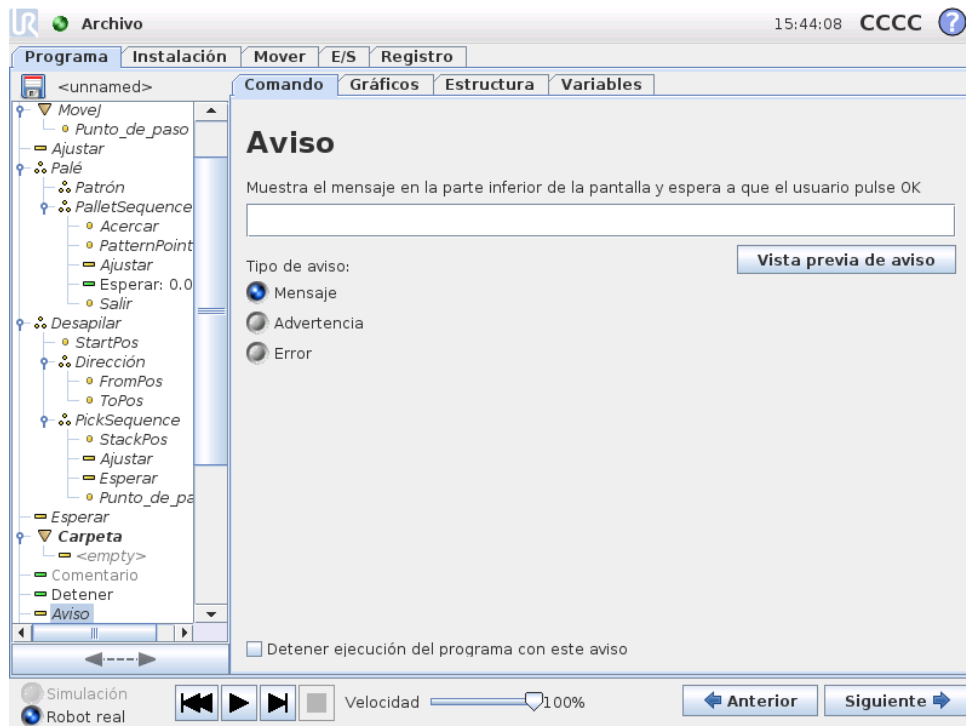 UR Archivo 15:44:08 CCCC ?
Programa Instalación Mover E/S Registro
<unnamed>
Comando Gráficos Estructura Variables
MoveJ
Punto_de_paso
Ajustar
Palé
Patrón
PalletSequence
Acercar
PatternPoint
Ajustar
Esperar: 0.0
Salir
Desapilar
StartPos
Dirección
FromPos
ToPos
PickSequence
StackPos
Ajustar
Esperar
Punto_de_pa
Esperar
Carpeta
<empty>
Comentario
Detener
Aviso
Aviso
Muestra el mensaje en la parte inferior de la pantalla y espera a que el usuario pulse OK
Vista previa de aviso
Tipo de aviso:
Mensaje
Advertencia
Error
Detener ejecución del programa con este aviso
Simulación
Robot real
Velocidad 100%
Anterior Siguiente